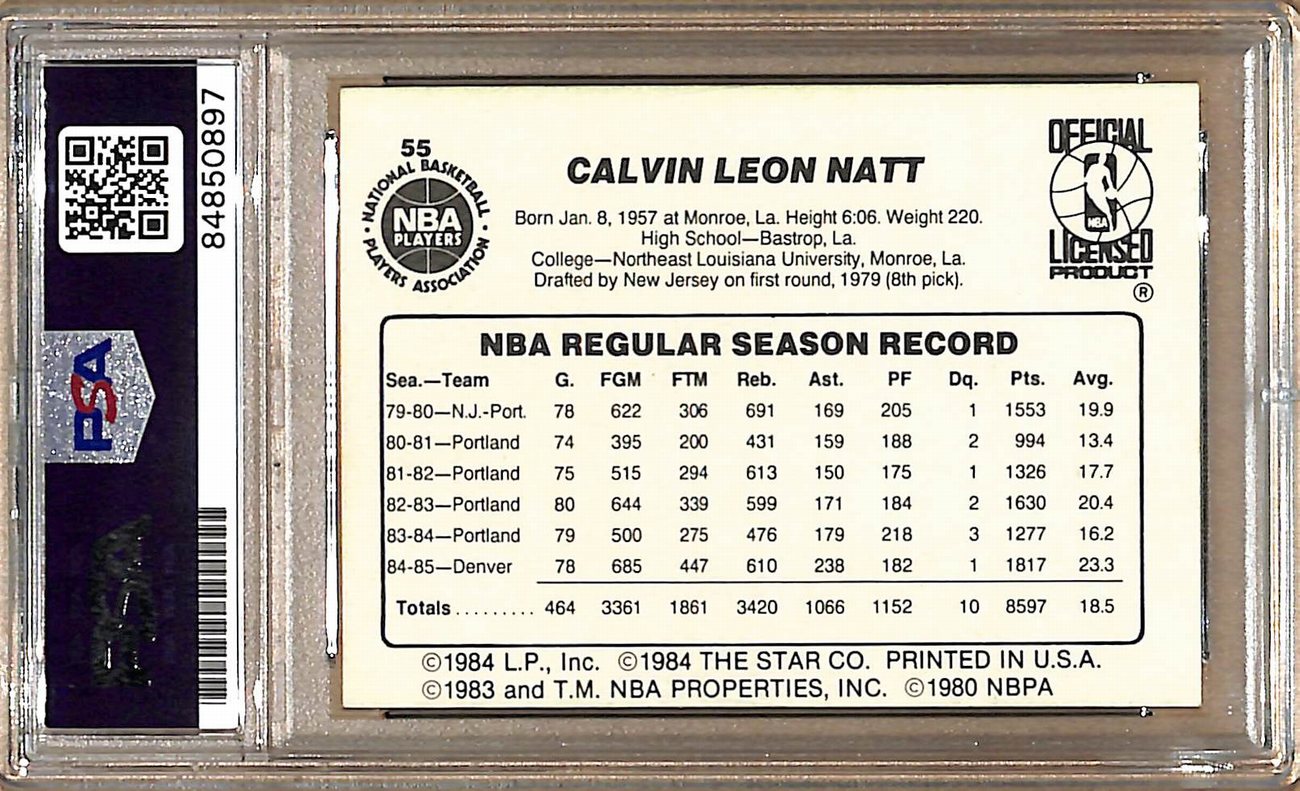 84850897
PSA
55
NATIONAL BASKETBALL
PLAYERS ASSOCIATION
NBA
PLAYERS
CALVIN LEON NATT
Born Jan. 8, 1957 at Monroe, La. Height 6:06. Weight 220.
High School—Bastrop, La.
College—Northeast Louisiana University, Monroe, La.
Drafted by New Jersey on first round, 1979 (8th pick).
OFFICIAL
NBA
LICENSED
PRODUCT
®
NBA REGULAR SEASON RECORD
Sea.—Team G. FGM FTM Reb. Ast. PF Dq. Pts. Avg.
79-80—N.J.-Port. 78 622 306 691 169 205 1 1553 19.9
80-81—Portland 74 395 200 431 159 188 2 994 13.4
81-82—Portland 75 515 294 613 150 175 1 1326 17.7
82-83—Portland 80 644 339 599 171 184 2 1630 20.4
83-84—Portland 79 500 275 476 179 218 3 1277 16.2
84-85—Denver 78 685 447 610 238 182 1 1817 23.3
Totals ......... 464 3361 1861 3420 1066 1152 10 8597 18.5
©1984 L.P., Inc. ©1984 THE STAR CO. PRINTED IN U.S.A.
©1983 and T.M. NBA PROPERTIES, INC. ©1980 NBPA